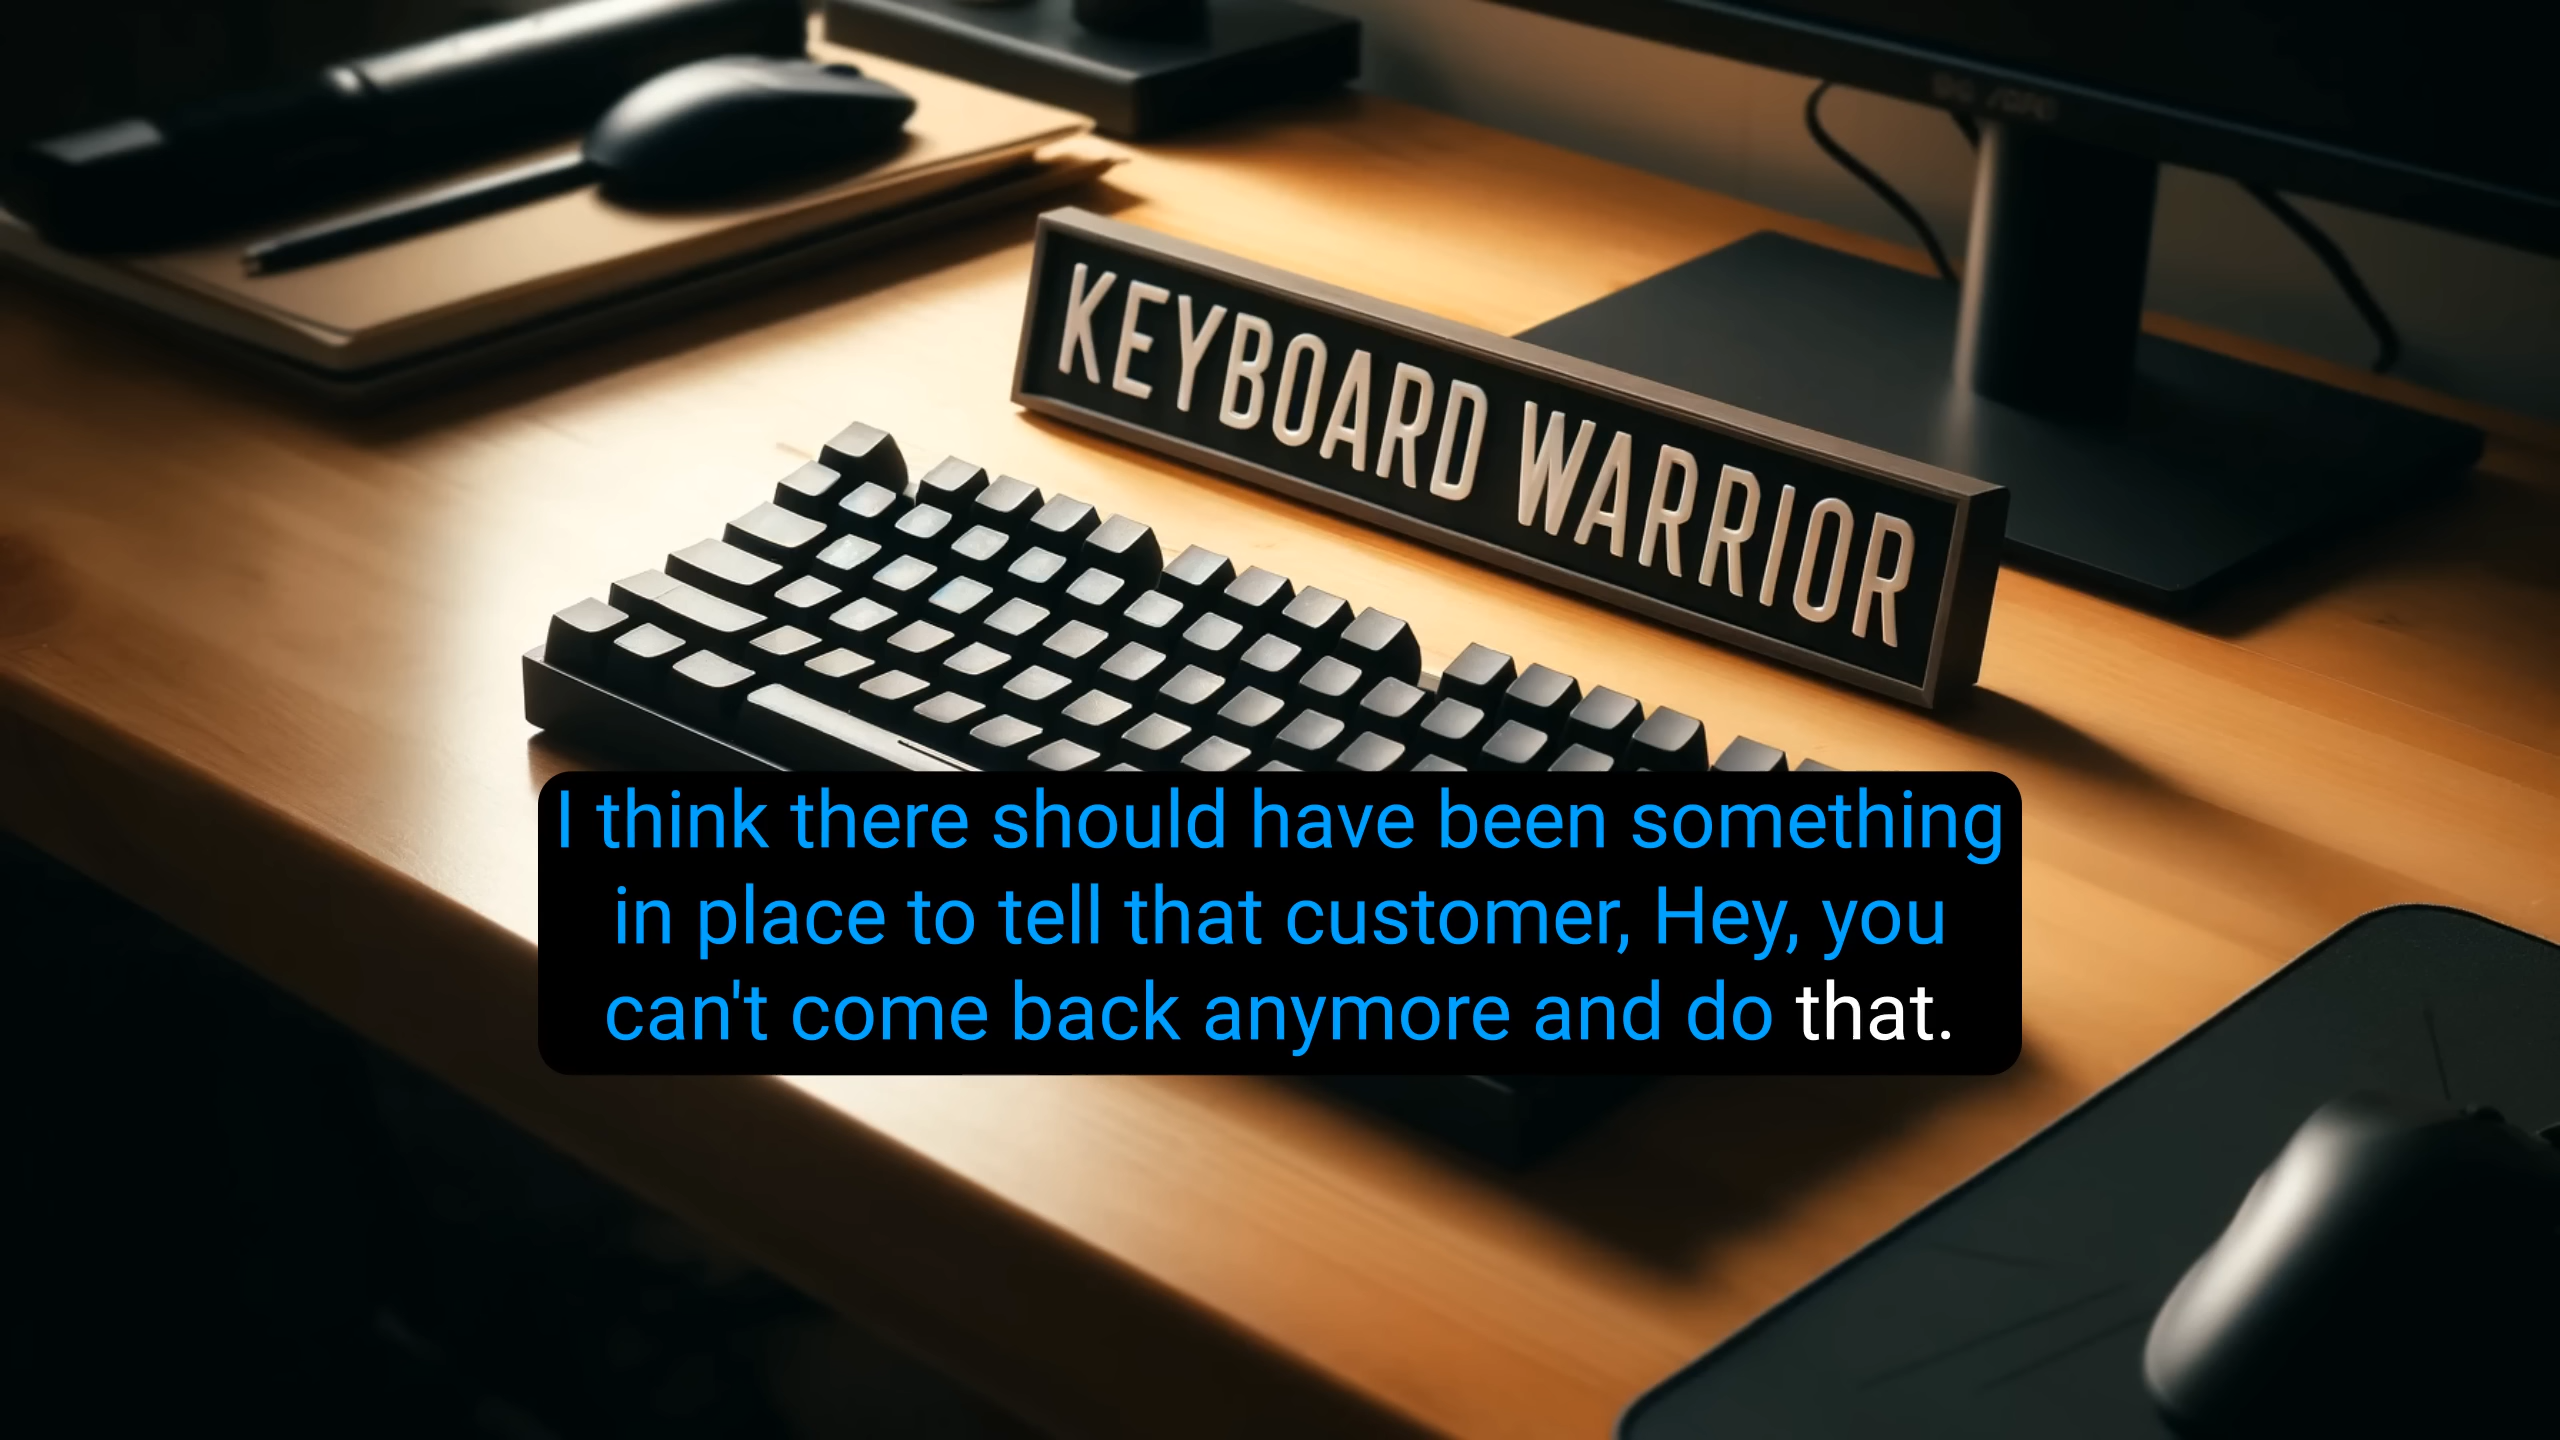 KEYBOARD WARRIOR
I think there should have been something
in place to tell that customer, Hey, you
can't come back anymore and do that.